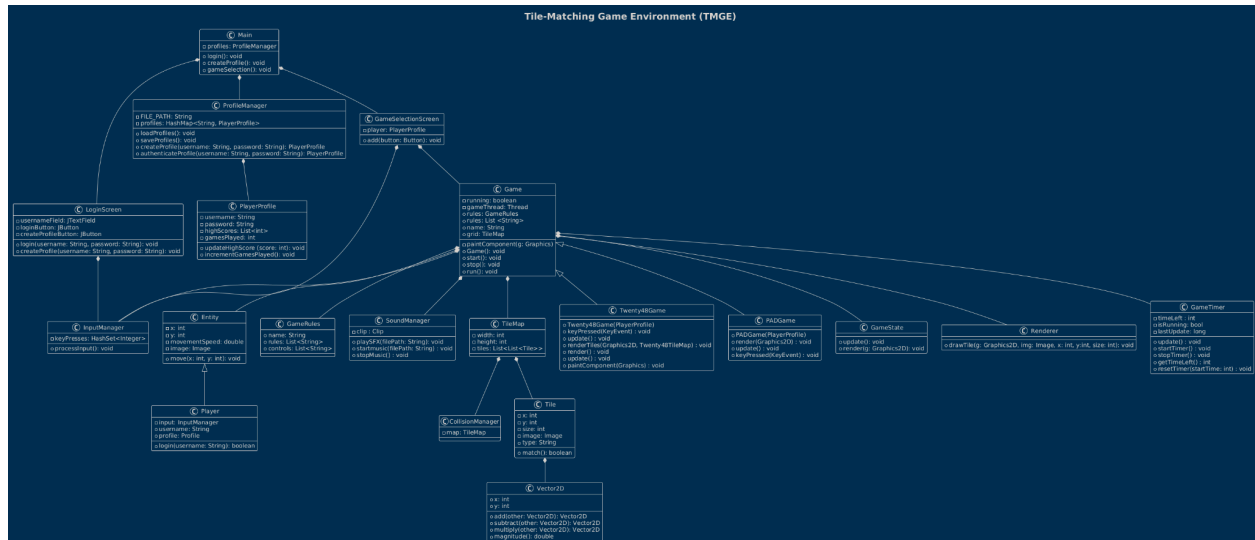 Tile-Matching Game Environment (TMGE)
C Main
profiles: ProfileManager
login(): void
createProfile(): void
gameSelection(): void
C ProfileManager
FILE_PATH: String
profiles: HashMap<String, PlayerProfile>
loadProfiles(): void
saveProfiles(): void
createProfile(username: String, password: String): PlayerProfile
authenticateProfile(username: String, password: String): PlayerProfile
C GameSelectionScreen
player: PlayerProfile
add(button: Button): void
C LoginScreen
usernameField: JTextField
loginButton: JButton
createProfileButton: JButton
login(username: String, password: String): void
createProfile(username: String, password: String): void
C PlayerProfile
username: String
password: String
highScores: List<int>
gamesPlayed: int
updateHighScore (score: int): void
incrementGamesPlayed(): void
C Game
running: boolean
gameThread: Thread
rules: GameRules
rules: List <String>
name: String
grid: TileMap
paintComponent(g: Graphics)
Game(): void
start(): void
stop(): void
run(): void
C InputManager
keyPresses: HashSet<Integer>
processInput(): void
C Entity
x: int
y: int
movementSpeed: double
image: Image
move(x: int, y: int): void
C GameRules
name: String
rules: List<String>
controls: List<String>
C SoundManager
clip : Clip
playSFX(filePath: String): void
startmusic(filePath: String) : void
stopMusic() : void
C TileMap
width: int
height: int
tiles: List<List<Tile>>
C Twenty48Game
Twenty48Game(PlayerProfile)
keyPressed(KeyEvent) : void
update() : void
renderTiles(Graphics2D, Twenty48TileMap) : void
render() : void
update() : void
paintComponent(Graphics) : void
C PADGame
PADGame(PlayerProfile)
render(Graphics2D) : void
update() : void
keyPressed(KeyEvent) : void
C GameState
update() : void
render(g: Graphics2D): void
C Renderer
drawTile(g: Graphics2D, img: Image, x: int, y:int, size: int): void
C GameTimer
timeLeft : int
isRunning: bool
lastUpdate: long
update() : void
startTimer() : void
stopTimer() : void
getTimeLeft() : int
resetTimer(startTime: int) : void
C Player
input: InputManager
username: String
profile: Profile
login(username: String): boolean
C CollisionManager
map: TileMap
C Tile
x: int
y: int
size: int
image: image
type: String
match(): boolean
C Vector2D
x: int
y: int
add(other: Vector2D): Vector2D
subtract(other: Vector2D): Vector2D
multiply(other: Vector2D): Vector2D
magnitude(): double